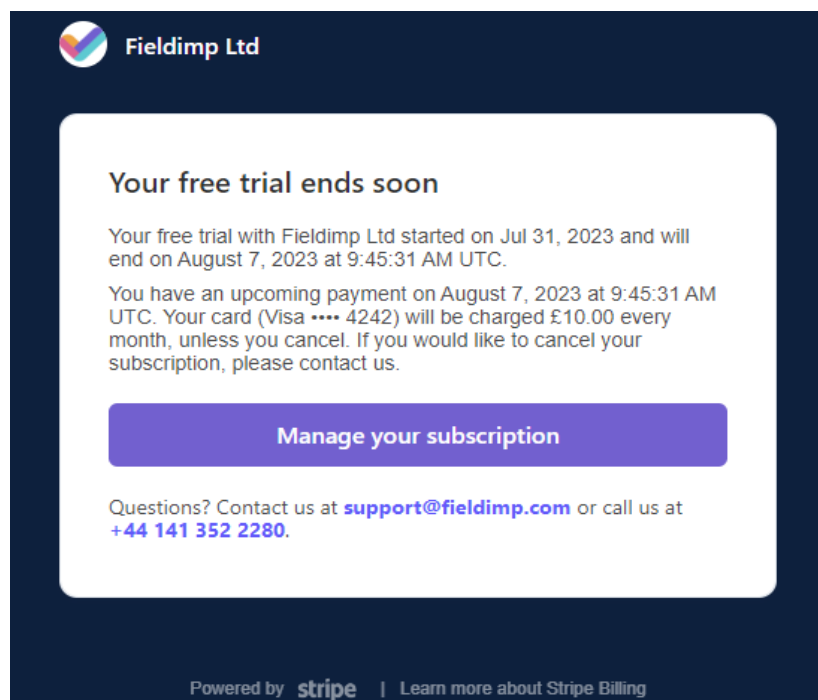 Fieldimp Ltd
Your free trial ends soon
Your free trial with Fieldimp Ltd started on Jul 31, 2023 and will
end on August 7, 2023 at 9:45:31 AM UTC.
You have an upcoming payment on August 7, 2023 at 9:45:31 AM
UTC. Your card (Visa •••• 4242) will be charged £10.00 every
month, unless you cancel. If you would like to cancel your
subscription, please contact us.
Manage your subscription
Questions? Contact us at support@fieldimp.com or call us at
+44 141 352 2280.
Powered by stripe | Learn more about Stripe Billing